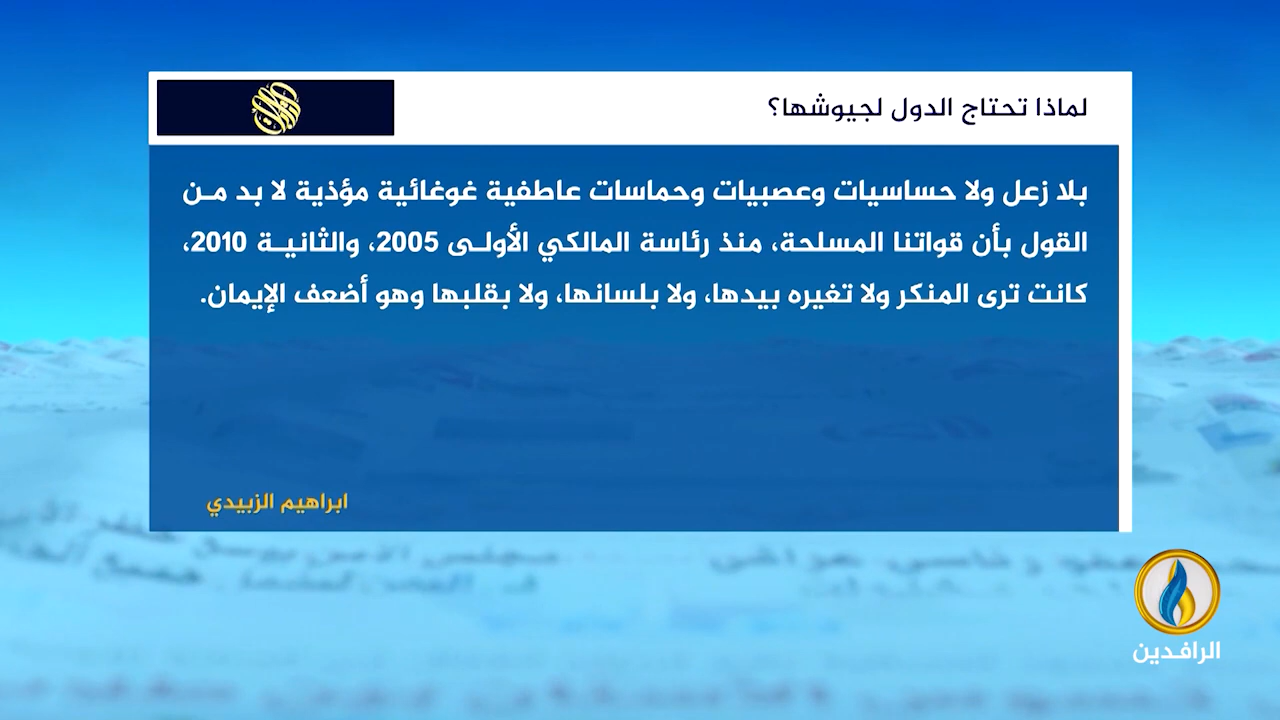 لماذا تحتاج الدول لجيوشها؟
بلا زعل ولا حساسيات وعصبيات وحماسات عاطفية غوغائية مؤذية لا بد من
القول بأن قواتنا المسلحة، منذ رئاسة المالكي الأولى 2005، والثانية 2010،
كانت ترى المنكر ولا تغيره بيدها، ولا بلسانها، ولا بقلبها وهو أضعف الإيمان.
ابراهيم الزبيدي
الرافدين